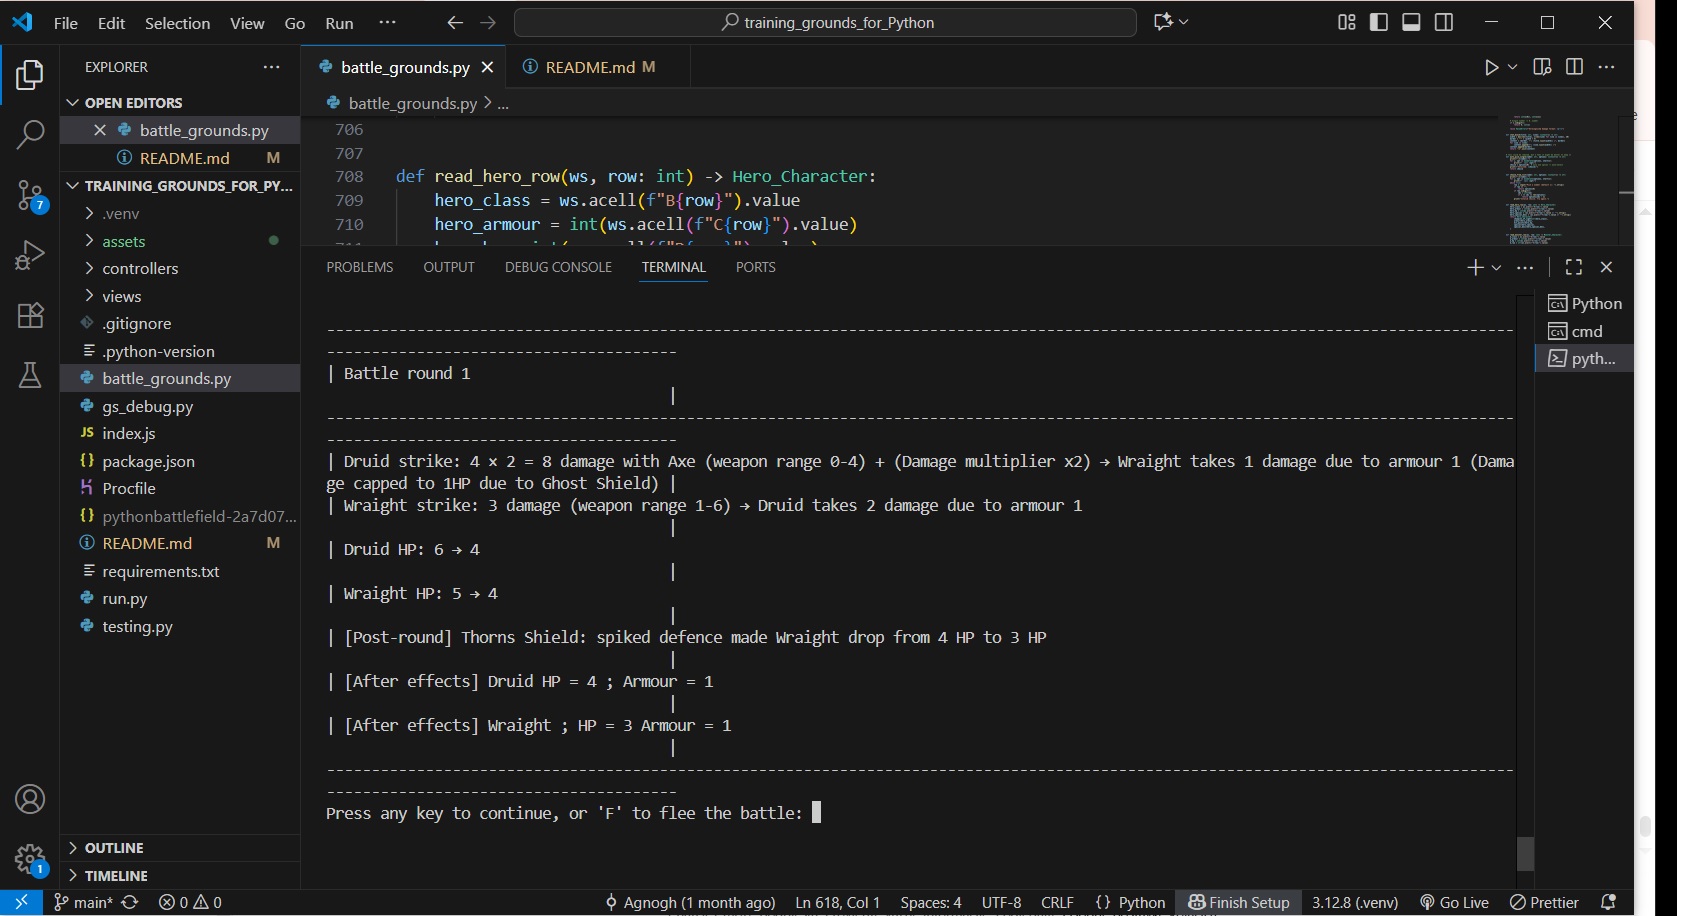 File Edit Selection View Go Run ··· training_grounds_for_Python
EXPLORER ···
OPEN EDITORS
battle_grounds.py
README.md M
TRAINING_GROUNDS_FOR_PY...
.venv
assets
controllers
views
.gitignore
.python-version
battle_grounds.py
gs_debug.py
JS index.js
{} package.json
Procfile
{} pythonbattlefield-2a7d07...
README.md M
requirements.txt
run.py
testing.py
OUTLINE
TIMELINE
7
1
battle_grounds.py README.md M
battle_grounds.py > ...
706
707
708 def read_hero_row(ws, row: int) -> Hero_Character:
709 hero_class = ws.acell(f"B{row}").value
710 hero_armour = int(ws.acell(f"C{row}").value)
PROBLEMS OUTPUT DEBUG CONSOLE TERMINAL PORTS
Python
cmd
pyth...
| Battle round 1
|
| Druid strike: 4 × 2 = 8 damage with Axe (weapon range 0-4) + (Damage multiplier x2) → Wraight takes 1 damage due to armour 1 (Dama
ge capped to 1HP due to Ghost Shield) |
| Wraight strike: 3 damage (weapon range 1-6) → Druid takes 2 damage due to armour 1
|
| Druid HP: 6 → 4
|
| Wraight HP: 5 → 4
|
| [Post-round] Thorns Shield: spiked defence made Wraight drop from 4 HP to 3 HP
|
| [After effects] Druid HP = 4 ; Armour = 1
|
| [After effects] Wraight ; HP = 3 Armour = 1
|
Press any key to continue, or 'F' to flee the battle:
main* 0 0 Agnogh (1 month ago) Ln 618, Col 1 Spaces: 4 UTF-8 CRLF {} Python Finish Setup 3.12.8 (.venv) Go Live Prettier